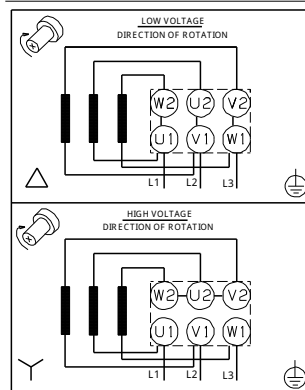 LOW VOLTAGE
DIRECTION OF ROTATION
W2 U2 V2
U1 V1 W1
L1 L2 L3
HIGH VOLTAGE
DIRECTION OF ROTATION
W2 U2 V2
U1 V1 W1
L1 L2 L3